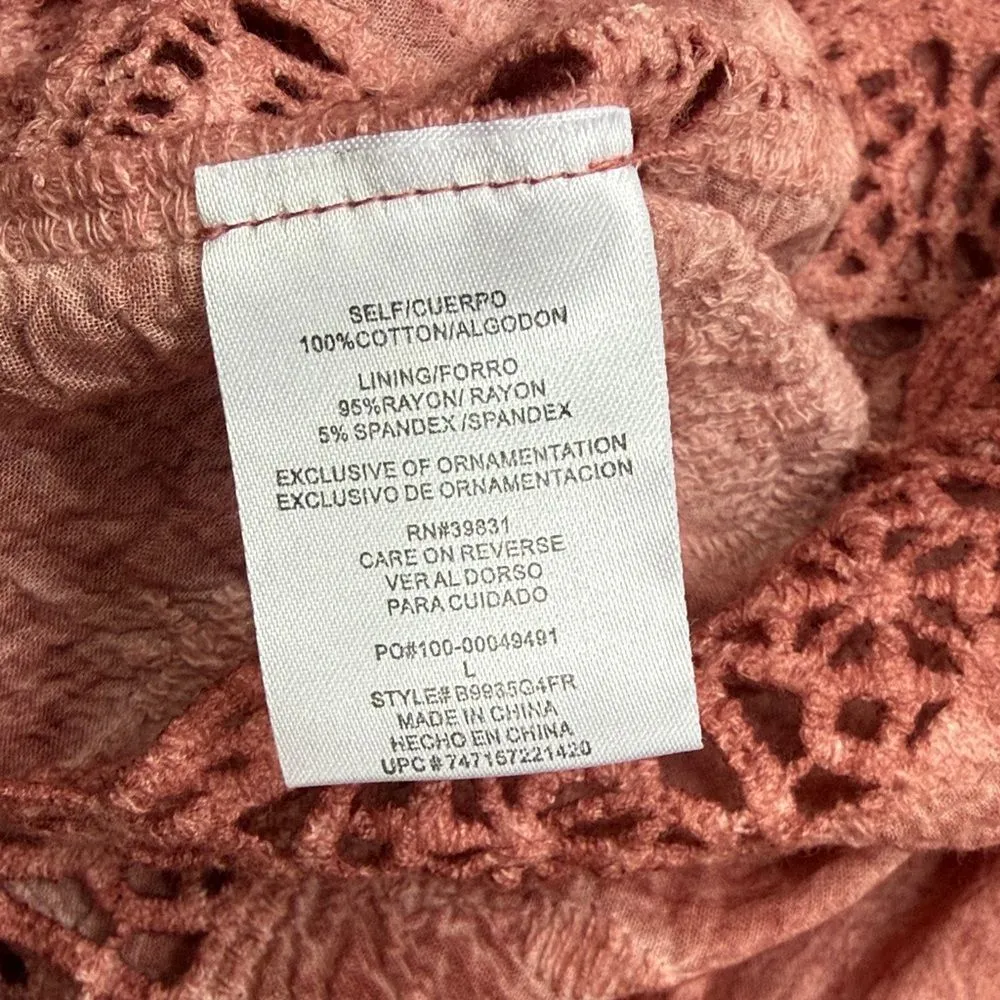 SELF/CUERPO
100%COTTON/ALGODON
LINING/FORRO
95%RAYON/ RAYON
5% SPANDEX /SPANDEX
EXCLUSIVE OF ORNAMENTATION
EXCLUSIVO DE ORNAMENTACION
RN#39831
CARE ON REVERSE
VER AL DORSO
PARA CUIDADO
PO#100-00049491
L
STYLE# B9935G4FR
MADE IN CHINA
HECHO EN CHINA
UPC#747157221420